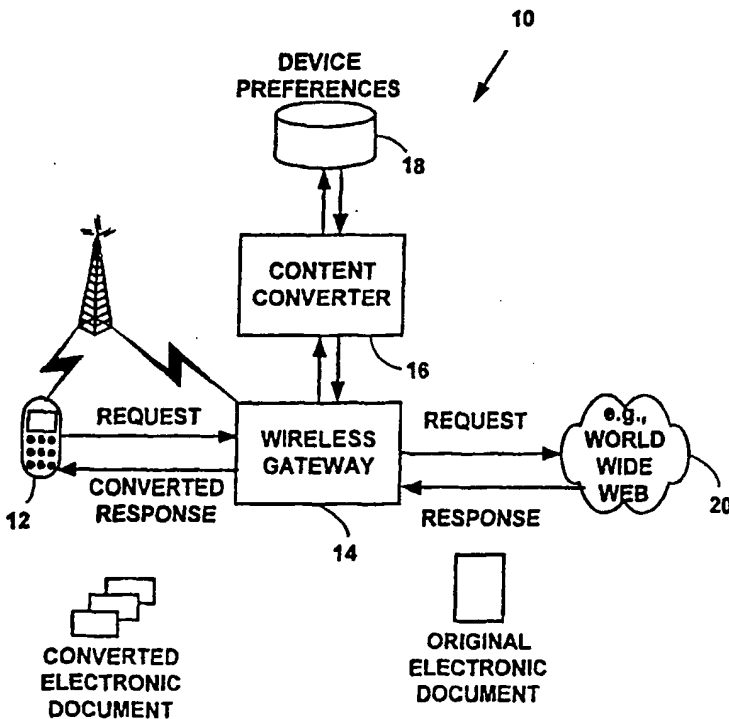 10
DEVICE
PREFERENCES
18
CONTENT
CONVERTER
16
REQUEST
WIRELESS
GATEWAY
REQUEST
e.g.,
WORLD
WIDE
WEB
20
12
CONVERTED
RESPONSE
14
RESPONSE
CONVERTED
ELECTRONIC
DOCUMENT
ORIGINAL
ELECTRONIC
DOCUMENT